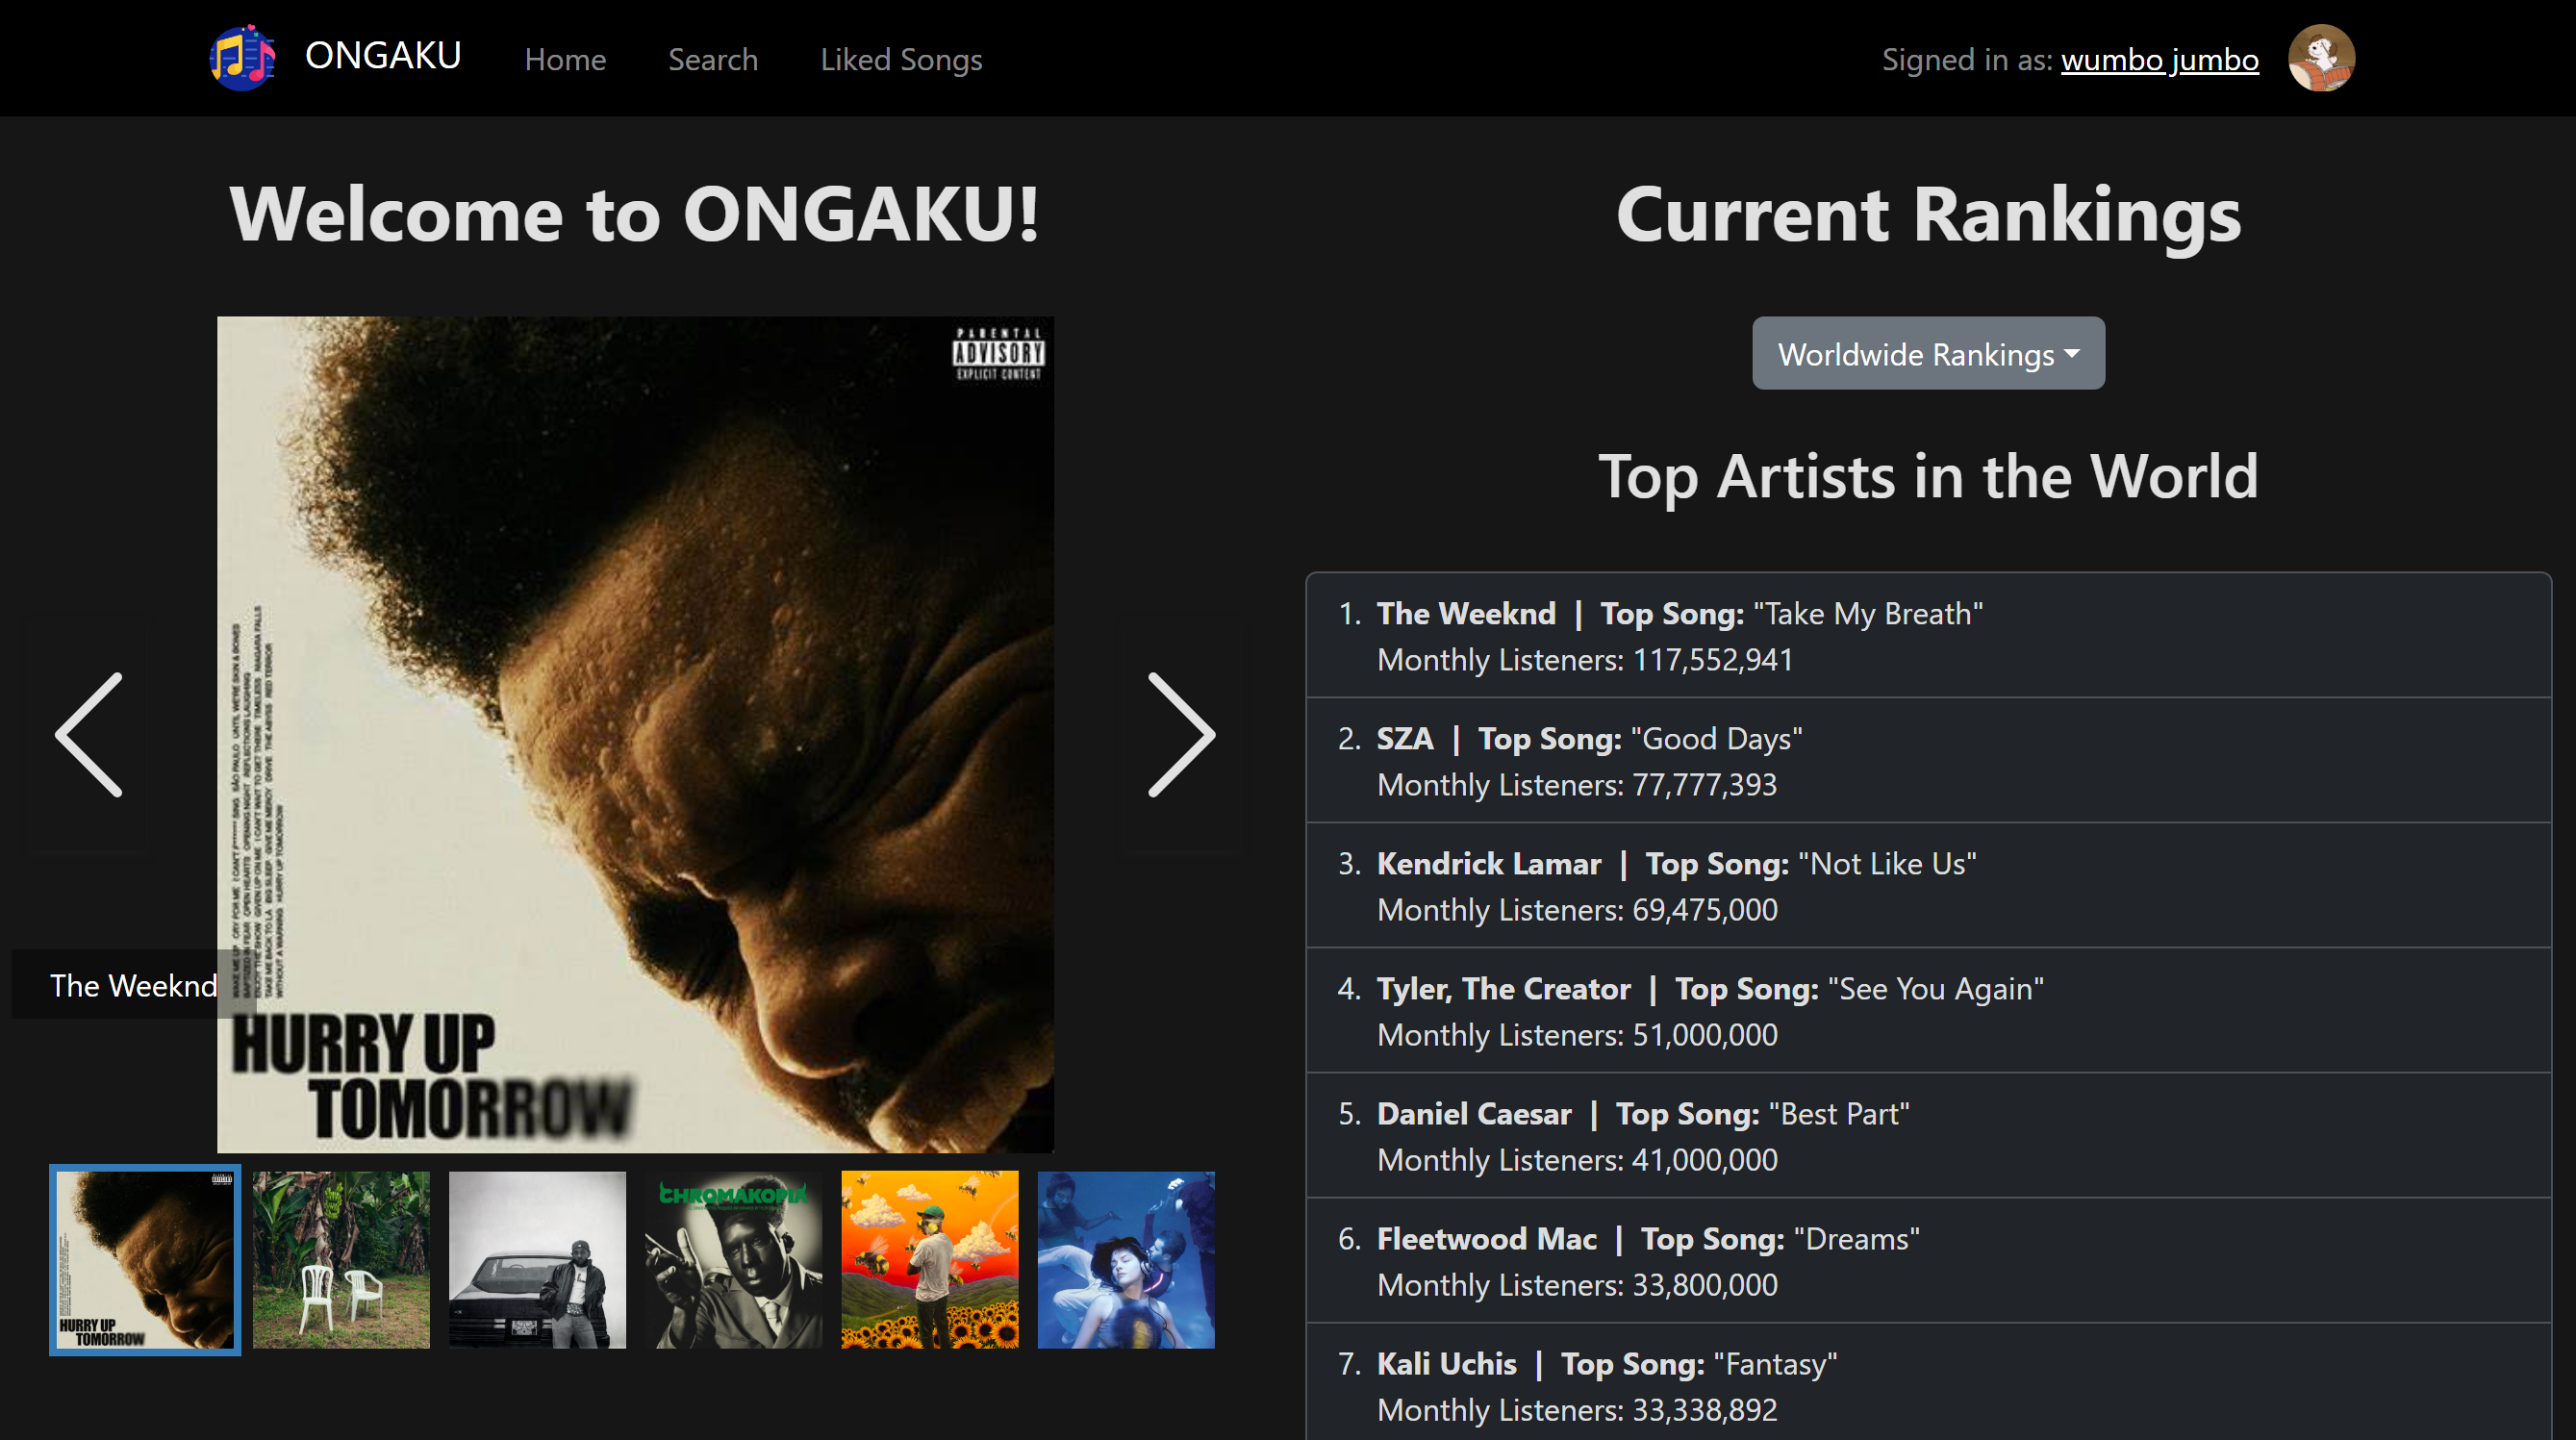 ONGAKU
Home
Search
Liked Songs
Signed in as: wumbo jumbo
Welcome to ONGAKU!
PARENTAL
ADVISORY
EXPLICIT CONTENT
The Weeknd
HURRY UP
TOMORROW
HURRY UP
TOMORROW
CHROMAKOPIA
Current Rankings
Worldwide Rankings
Top Artists in the World
1. The Weeknd | Top Song: "Take My Breath"
Monthly Listeners: 117,552,941
2. SZA | Top Song: "Good Days"
Monthly Listeners: 77,777,393
3. Kendrick Lamar | Top Song: "Not Like Us"
Monthly Listeners: 69,475,000
4. Tyler, The Creator | Top Song: "See You Again"
Monthly Listeners: 51,000,000
5. Daniel Caesar | Top Song: "Best Part"
Monthly Listeners: 41,000,000
6. Fleetwood Mac | Top Song: "Dreams"
Monthly Listeners: 33,800,000
7. Kali Uchis | Top Song: "Fantasy"
Monthly Listeners: 33,338,892